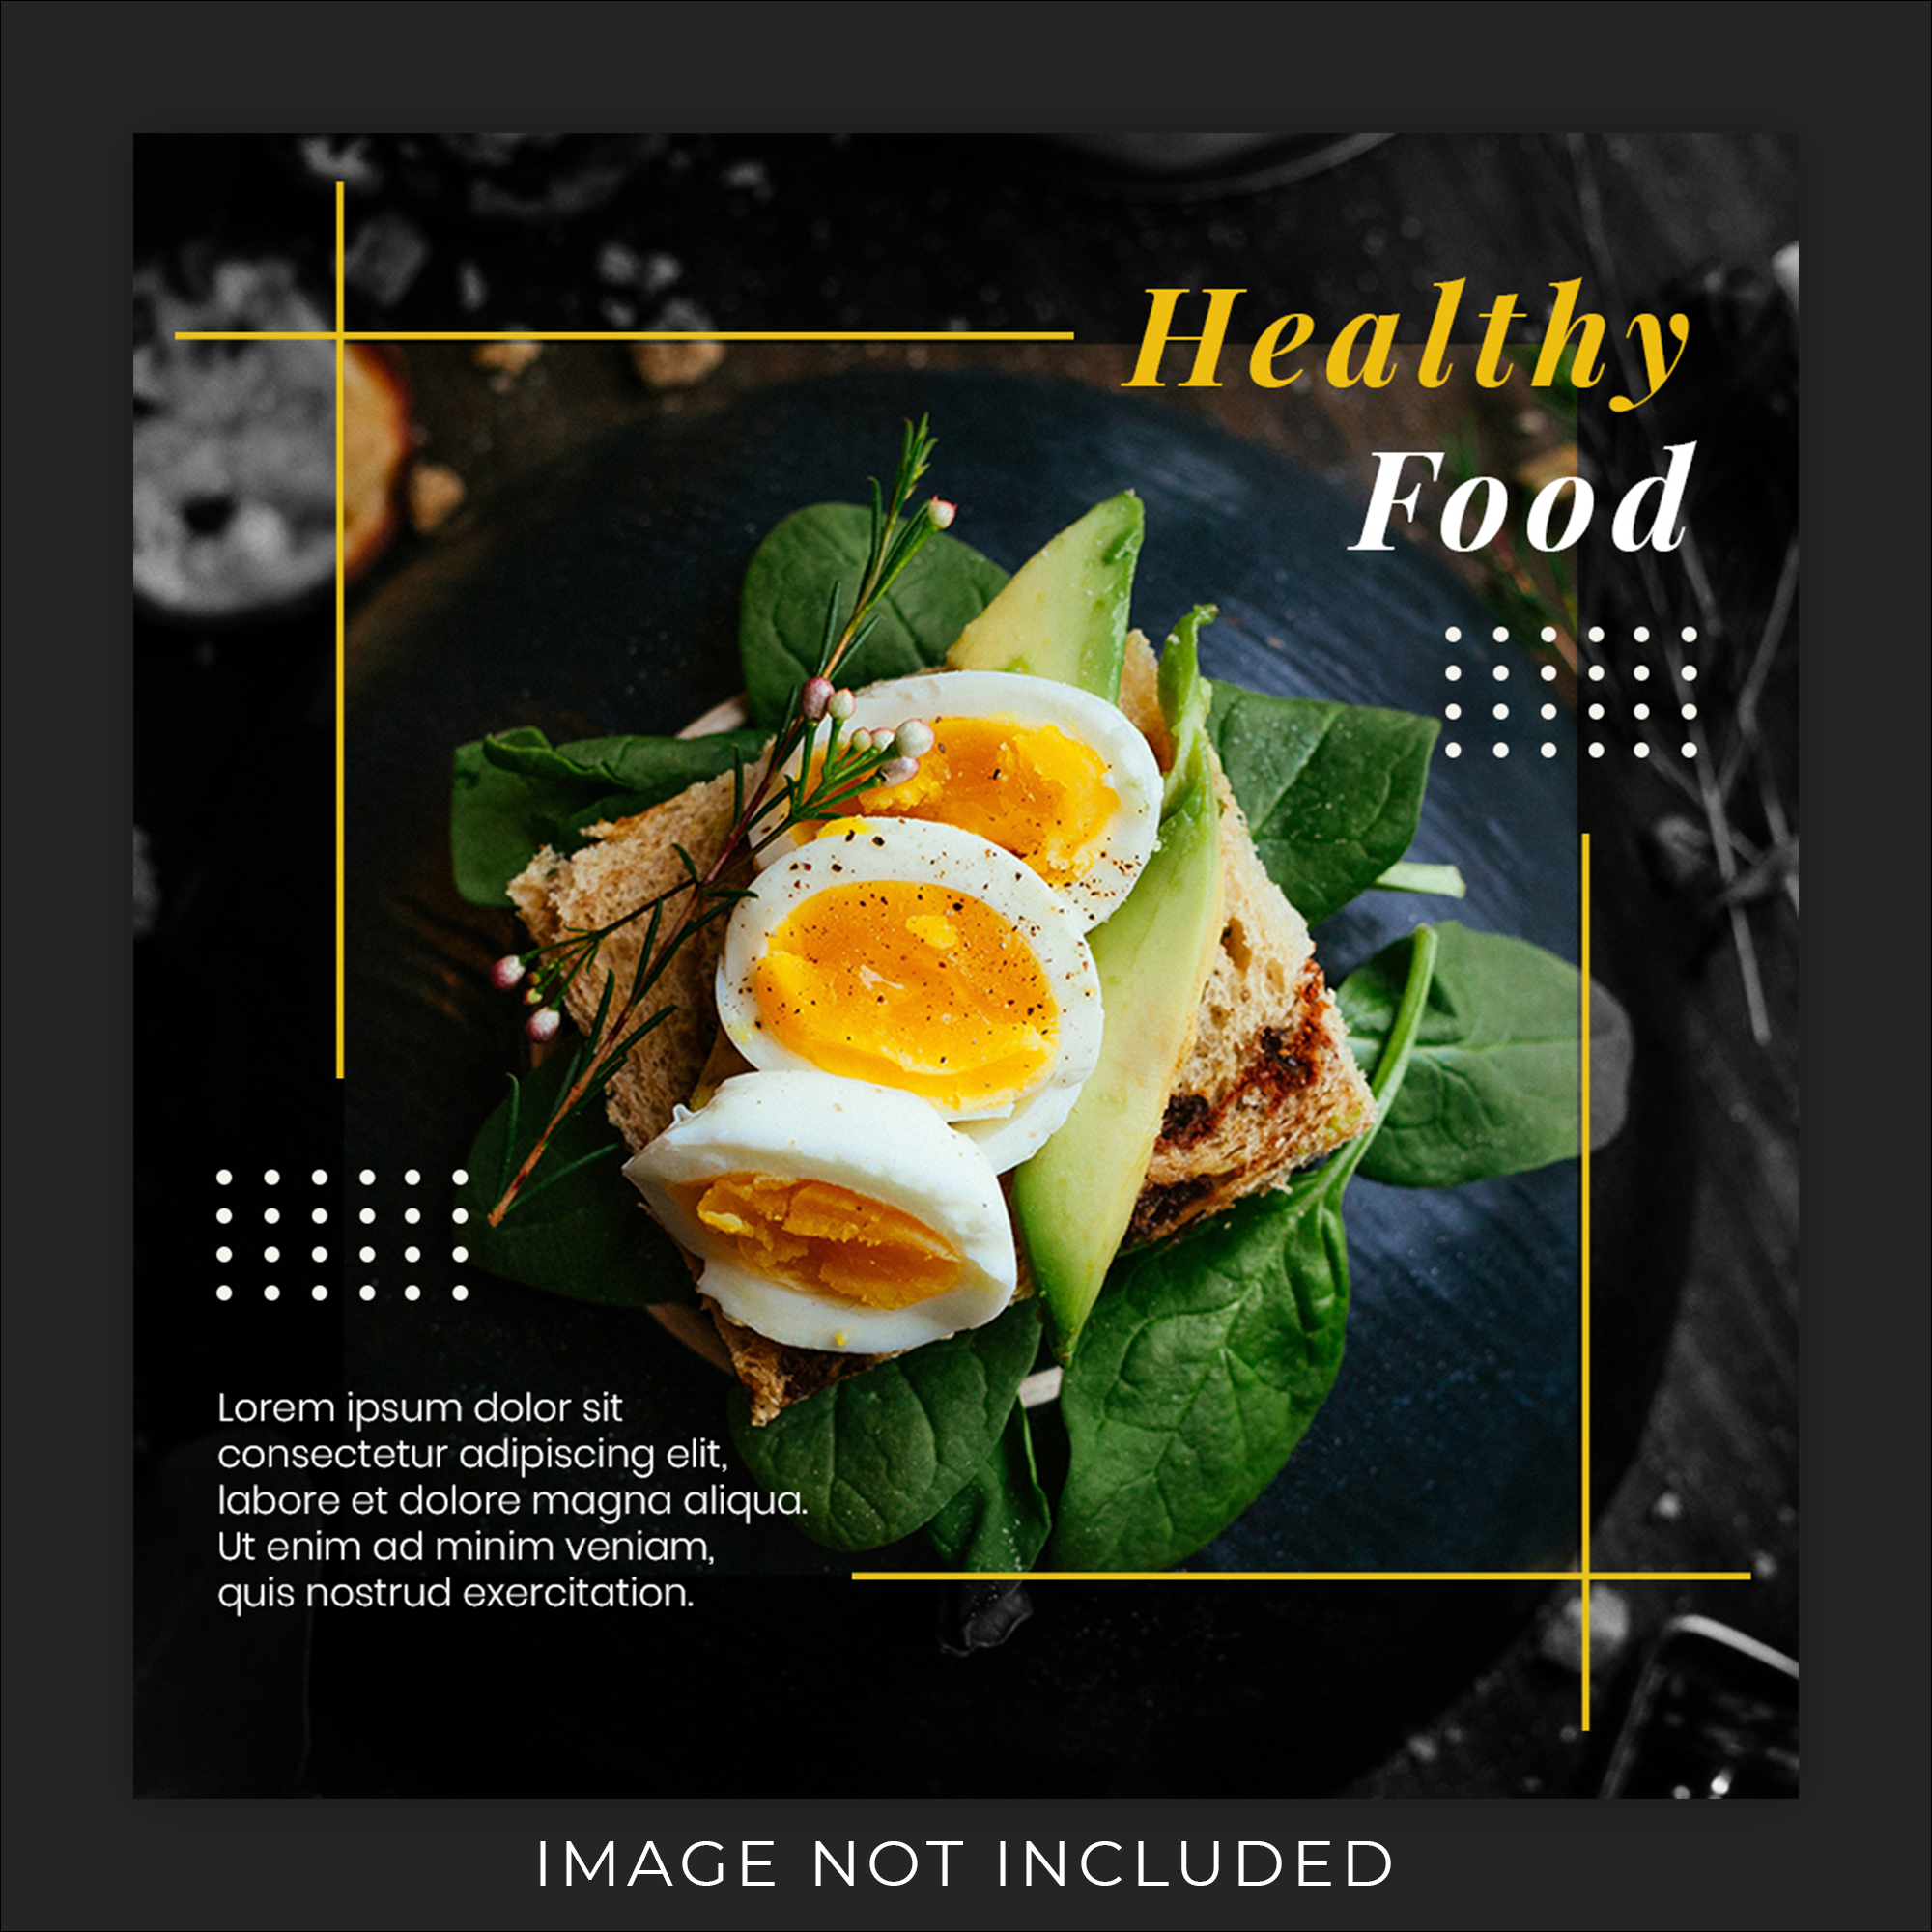 Healthy
Food
Lorem ipsum dolor sit
consectetur adipiscing elit,
labore et dolore magna aliqua.
Ut enim ad minim veniam,
quis nostrud exercitation.
IMAGE NOT INCLUDED